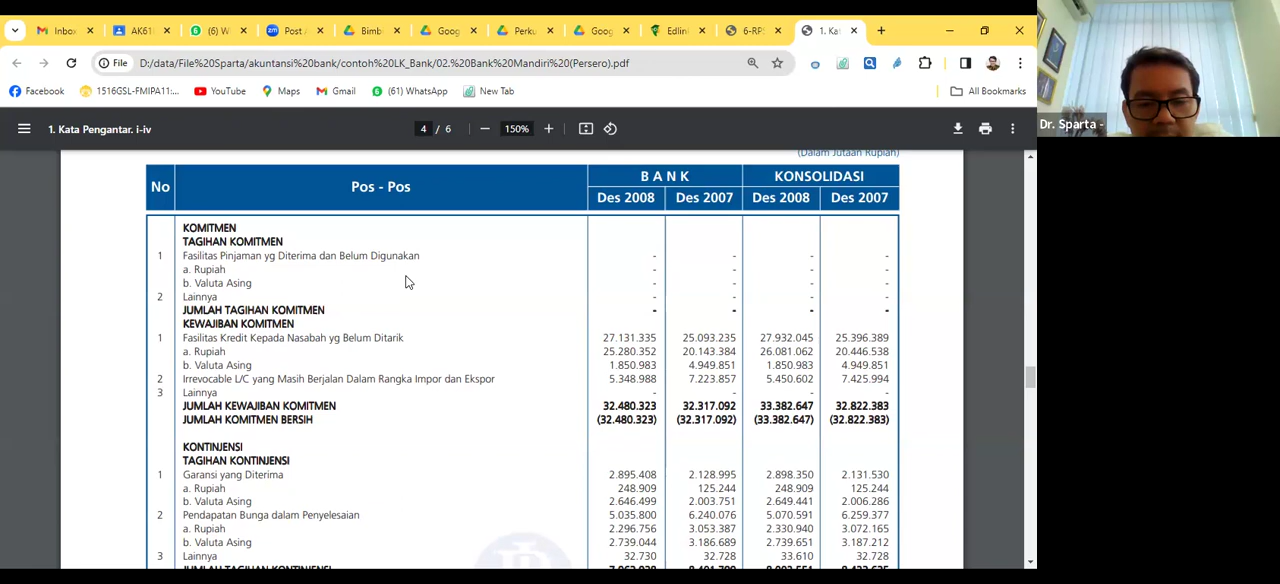 Inbox
AK61
(6) W
Post
Bimb
Goog
Perku
Goog
Edlin
6-RPS
1. Ka
File
D:/data/File%20Sparta/akuntansi%20bank/contoh%20LK_Bank/02.%20Bank%20Mandiri%20(Persero).pdf
Facebook
1516GSL-FMIPA11:...
YouTube
Maps
Gmail
(61) WhatsApp
New Tab
All Bookmarks
1. Kata Pengantar. i-iv
4 / 6
150%
Dr. Sparta -
(Dalam Jutaan Rupiah)
No Pos - Pos B A N K KONSOLIDASI
Des 2008 Des 2007 Des 2008 Des 2007
KOMITMEN
TAGIHAN KOMITMEN
1 Fasilitas Pinjaman yg Diterima dan Belum Digunakan - - - -
a. Rupiah - - - -
b. Valuta Asing - - - -
2 Lainnya - - - -
JUMLAH TAGIHAN KOMITMEN - - - -
KEWAJIBAN KOMITMEN
1 Fasilitas Kredit Kepada Nasabah yg Belum Ditarik 27.131.335 25.093.235 27.932.045 25.396.389
a. Rupiah 25.280.352 20.143.384 26.081.062 20.446.538
b. Valuta Asing 1.850.983 4.949.851 1.850.983 4.949.851
2 Irrevocable L/C yang Masih Berjalan Dalam Rangka Impor dan Ekspor 5.348.988 7.223.857 5.450.602 7.425.994
3 Lainnya - - - -
JUMLAH KEWAJIBAN KOMITMEN 32.480.323 32.317.092 33.382.647 32.822.383
JUMLAH KOMITMEN BERSIH (32.480.323) (32.317.092) (33.382.647) (32.822.383)
KONTINJENSI
TAGIHAN KONTINJENSI
1 Garansi yang Diterima 2.895.408 2.128.995 2.898.350 2.131.530
a. Rupiah 248.909 125.244 248.909 125.244
b. Valuta Asing 2.646.499 2.003.751 2.649.441 2.006.286
2 Pendapatan Bunga dalam Penyelesaian 5.035.800 6.240.076 5.070.591 6.259.377
a. Rupiah 2.296.756 3.053.387 2.330.940 3.072.165
b. Valuta Asing 2.739.044 3.186.689 2.739.651 3.187.212
3 Lainnya 32.730 32.728 33.610 32.728
JUMLAH TAGIHAN KONTINJENSI